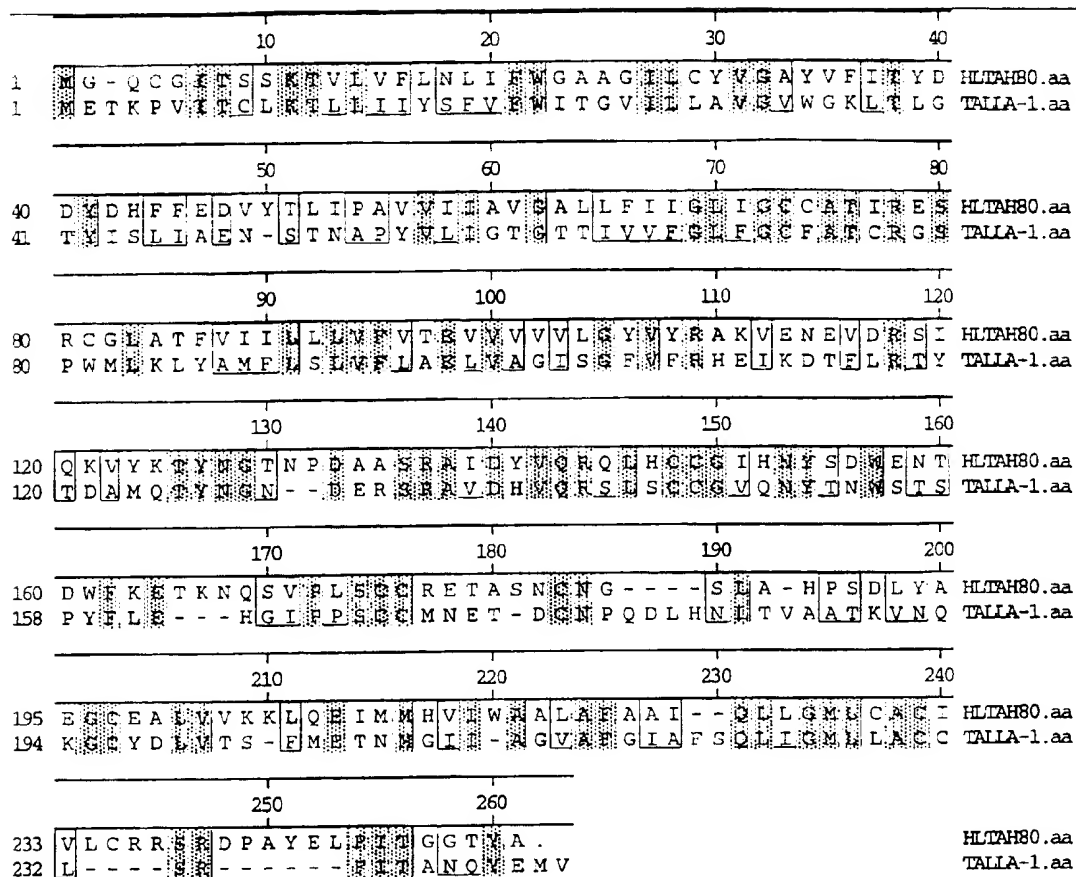 10 20 30 40
1 M G - Q C G I T S S K T V L V F L N L I F W G A A G I L C Y V G A Y V F I T Y D HLTAH80.aa
1 M E T K P V I T C L K T L L I I Y S F V F W I T G V I L L A V G V W G K L T L G TALLA-1.aa
50 60 70 80
40 D Y D H F F E D V Y T L I P A V V I I A V G A L L F I I G L I G C C A T I R E S HLTAH80.aa
41 T Y I S L I A E N - S T N A P Y V L I G T G T T I V V F G L F G C F A T C R G S TALLA-1.aa
90 100 110 120
80 R C G L A T F V I I L L L V F V T E V V V V V L G Y V Y R A K V E N E V D R S I HLTAH80.aa
80 P W M L K L Y A M F L S L V F L A E L V A G I S G F V F R H E I K D T F L R T Y TALLA-1.aa
130 140 150 160
120 Q K V Y K T Y N G T N P D A A S R A I D Y V Q R Q L H C C G I H N Y S D W E N T HLTAH80.aa
120 T D A M Q T Y N G N - - D E R S R A V D H V Q R S L S C C G V Q N Y T N W S T S TALLA-1.aa
170 180 190 200
160 D W F K E T K N Q S V P L S C C R E T A S N C N G - - - - S L A - H P S D L Y A HLTAH80.aa
158 P Y F L E - - - H G I P P S C C M N E T - D C N P Q D L H N L T V A A T K V N Q TALLA-1.aa
210 220 230 240
195 E G C E A L V V K K L Q E I M M H V I W A A L A F A A I - - Q L L G M L C A C I HLTAH80.aa
194 K G C Y D L V T S - F M E T N M G I I - A G V A F G I A F S Q L I G M L L A C C TALLA-1.aa
250 260
233 V L C R R S R D P A Y E L L I T G G T Y A . HLTAH80.aa
232 L - - - - S R - - - - - - F I T A N Q Y E M V TALLA-1.aa